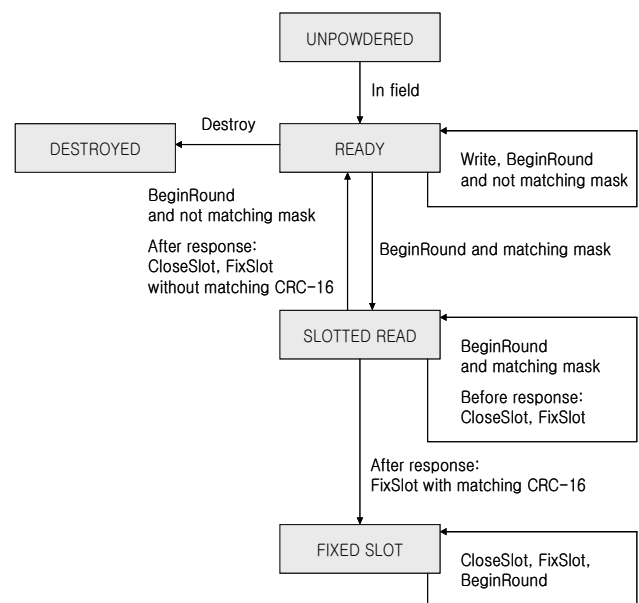 UNPOWDERED
In field
Destroy
DESTROYED
READY
Write, BeginRound
and not matching mask
BeginRound
and not matching mask
After response:
CloseSlot, FixSlot
without matching CRC-16
BeginRound and matching mask
SLOTTED READ
BeginRound
and matching mask
Before response:
CloseSlot, FixSlot
After response:
FixSlot with matching CRC-16
FIXED SLOT
CloseSlot, FixSlot,
BeginRound